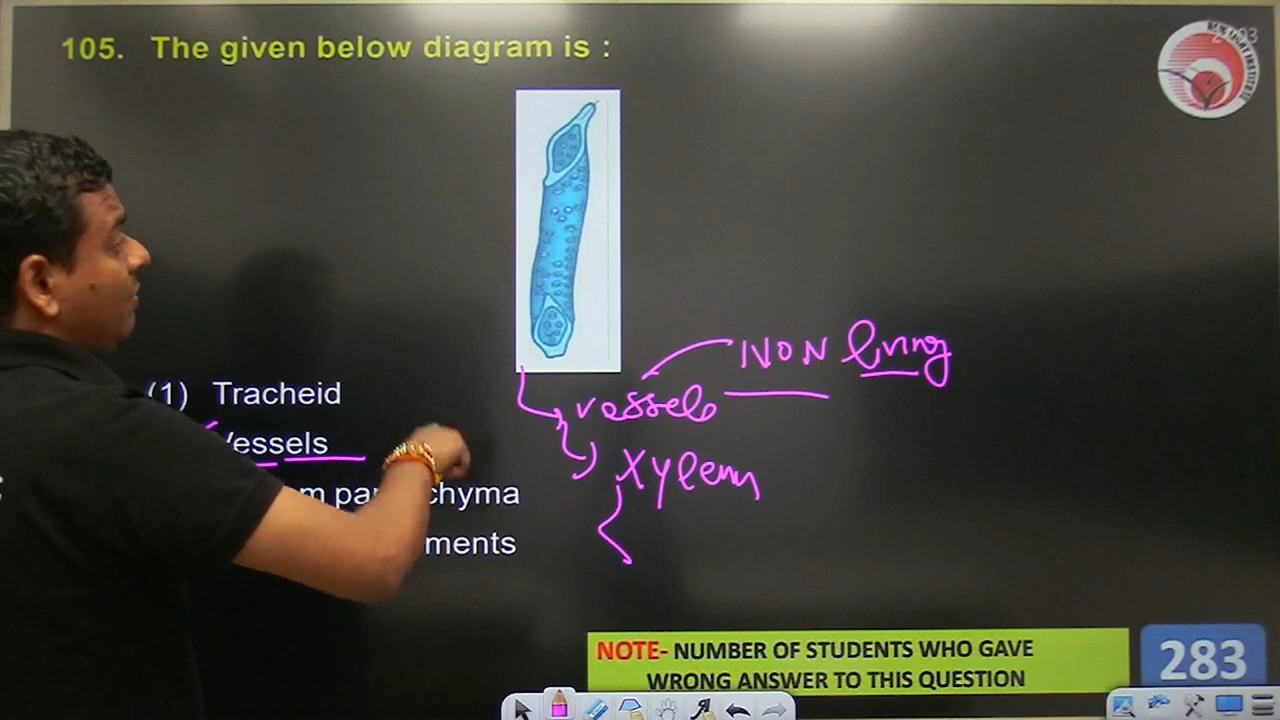 105. The given below diagram is :
NON living
(1) Tracheid
vessels
Vessels
xylem
chyma
ments
NOTE- NUMBER OF STUDENTS WHO GAVE
WRONG ANSWER TO THIS QUESTION
283